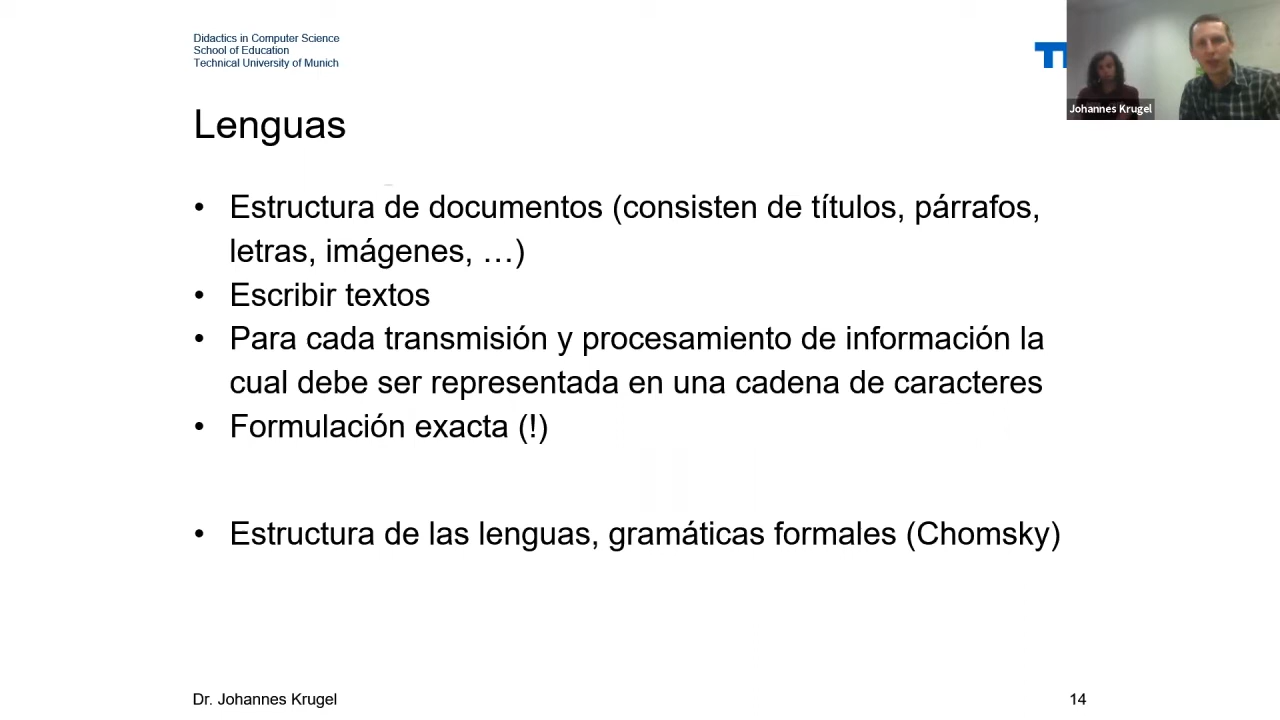 Didactics in Computer Science
School of Education
Technical University of Munich
Johannes Krugel
Lenguas
• Estructura de documentos (consisten de títulos, párrafos,
letras, imágenes, …)
• Escribir textos
• Para cada transmisión y procesamiento de información la
cual debe ser representada en una cadena de caracteres
• Formulación exacta (!)
• Estructura de las lenguas, gramáticas formales (Chomsky)
Dr. Johannes Krugel
14